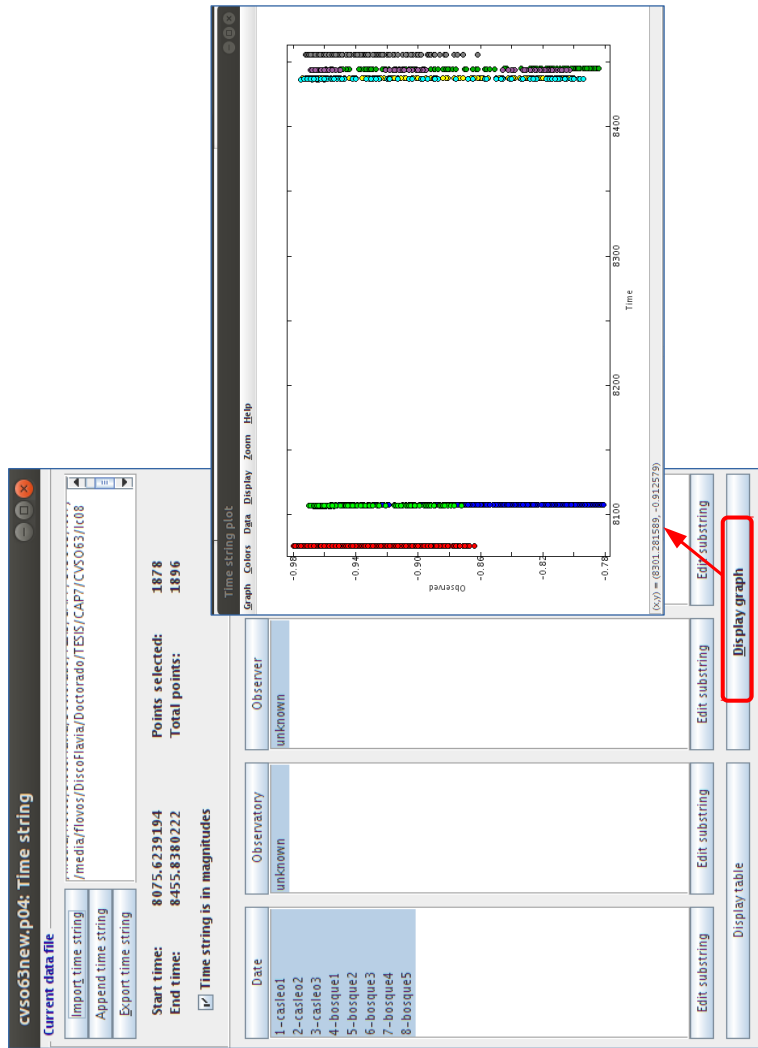 cvso63new.p04: Time string
Current data file
Import time string
Append time string
Export time string
/media/flovos/DiscoFlavia/Doctorado/TESIS/CAP7/CVSO63/lc08
Start time: 8075.6239194 Points selected: 1878
End time: 8455.8380222 Total points: 1896
Time string is in magnitudes
Date
Observatory
Observer
1-casleo1
2-casleo2
3-casleo3
4-bosque1
5-bosque2
6-bosque3
7-bosque4
8-bosque5
unknown
unknown
Edit substring
Edit substring
Edit substring
Edit substring
Display table
Display graph
Time string plot
Graph Colors Data Display Zoom Help
-0.98
-0.94
-0.90
-0.86
-0.82
-0.78
Observed
8100
8200
8300
8400
Time
(x,y) = (8301.281589, -0.912579)